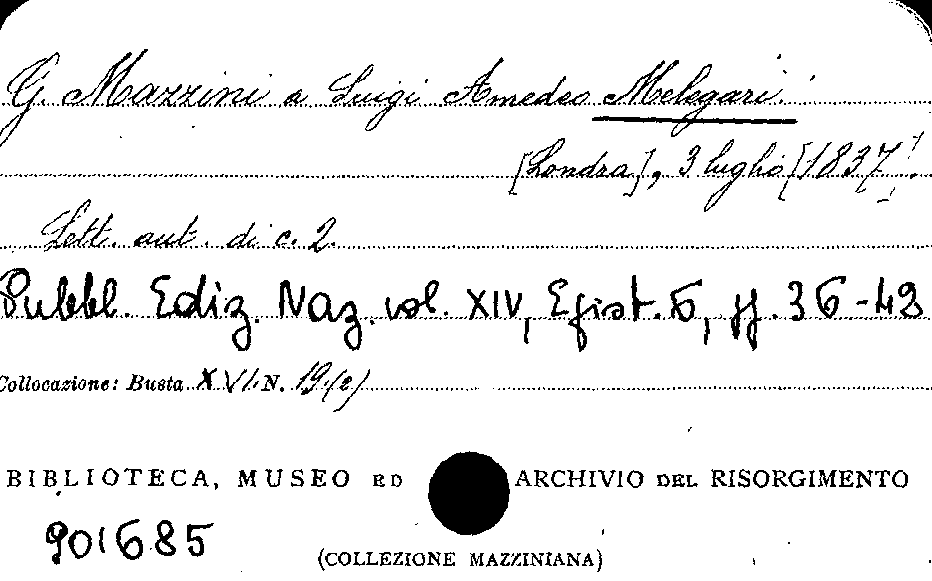 G. Mazzini a Luigi Amedeo Melegari.
[Londra], 3 luglio [1837].
Lett. aut. di c. 2.
Pubbl. Ediz. Naz. vol. XIV, Epist. 6, pp. 36-43
Collocazione: Busta XVI. N. 19(2)
BIBLIOTECA, MUSEO ED ARCHIVIO DEL RISORGIMENTO
901685
(COLLEZIONE MAZZINIANA)